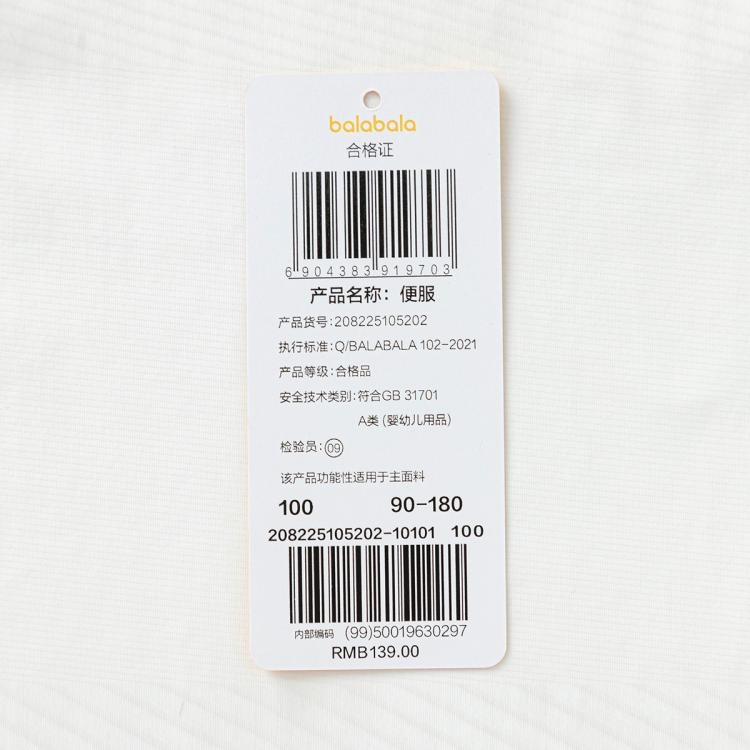 balabala
合格证
6 904383 919703
产品名称：便服
产品货号:208225105202
执行标准:Q/BALABALA 102-2021
产品等级:合格品
安全技术类别:符合GB 31701
A类 (婴幼儿用品)
检验员:09
该产品功能性适用于主面料
100 90-180
208225105202-10101 100
内部编码 (99)50019630297
RMB139.00